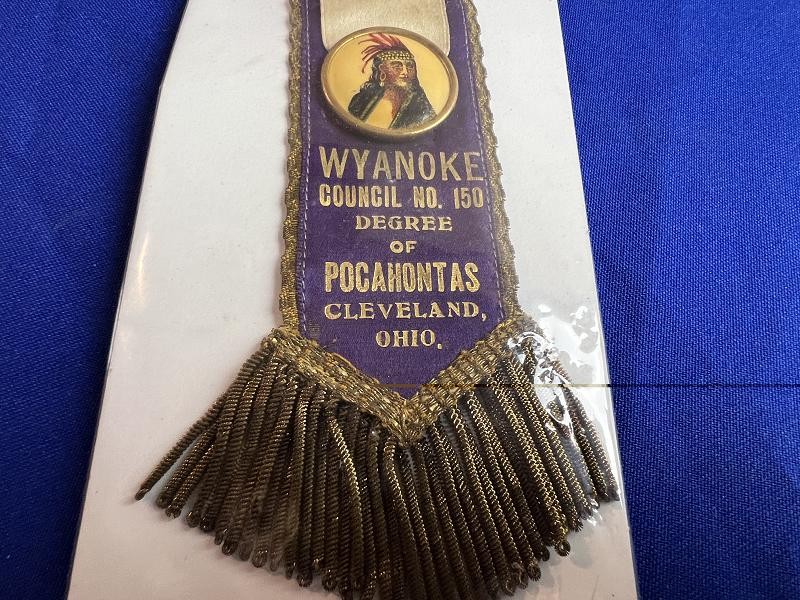 WYANOKE
COUNCIL NO. 150
DEGREE
OF
POCAHONTAS
CLEVELAND,
OHIO.